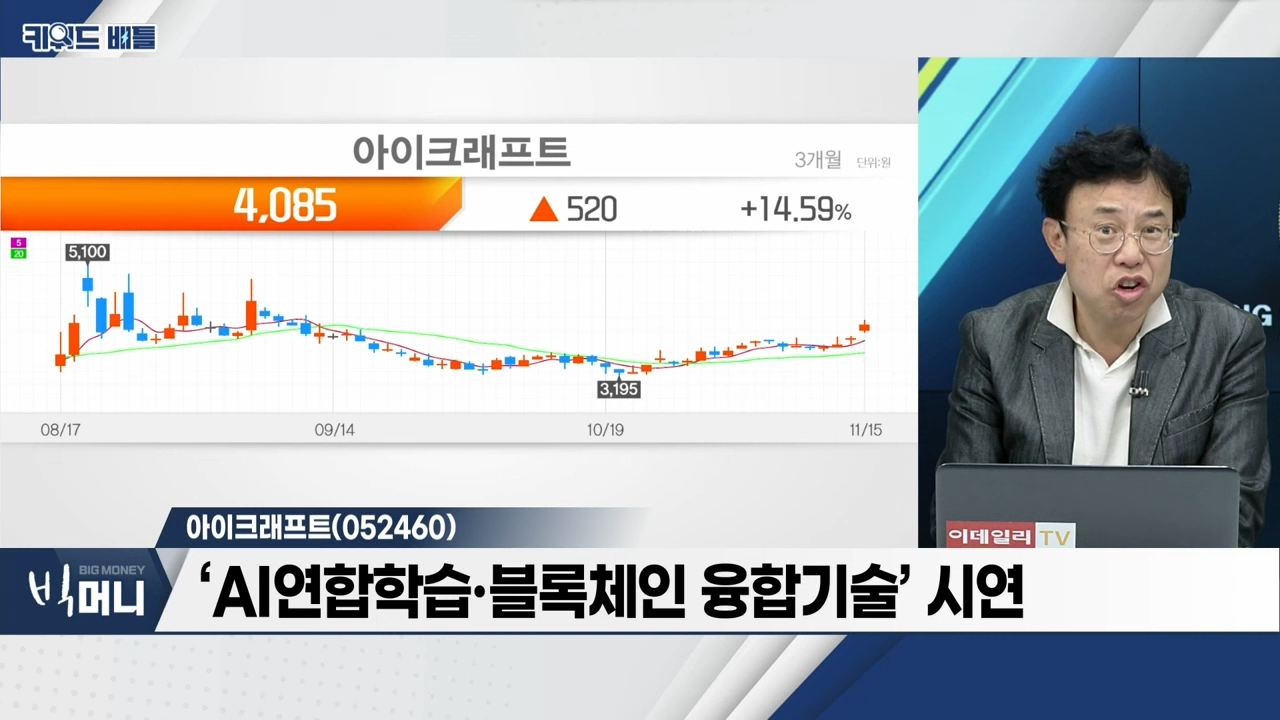 키워드 배틀
아이크래프트
3개월 단위:원
4,085 ▲ 520 +14.59%
5
20
5,100
3,195
08/17 09/14 10/19 11/15
NG
이데일리 TV
아이크래프트(052460)
BIG MONEY
빅머니
‘AI연합학습·블록체인 융합기술’ 시연